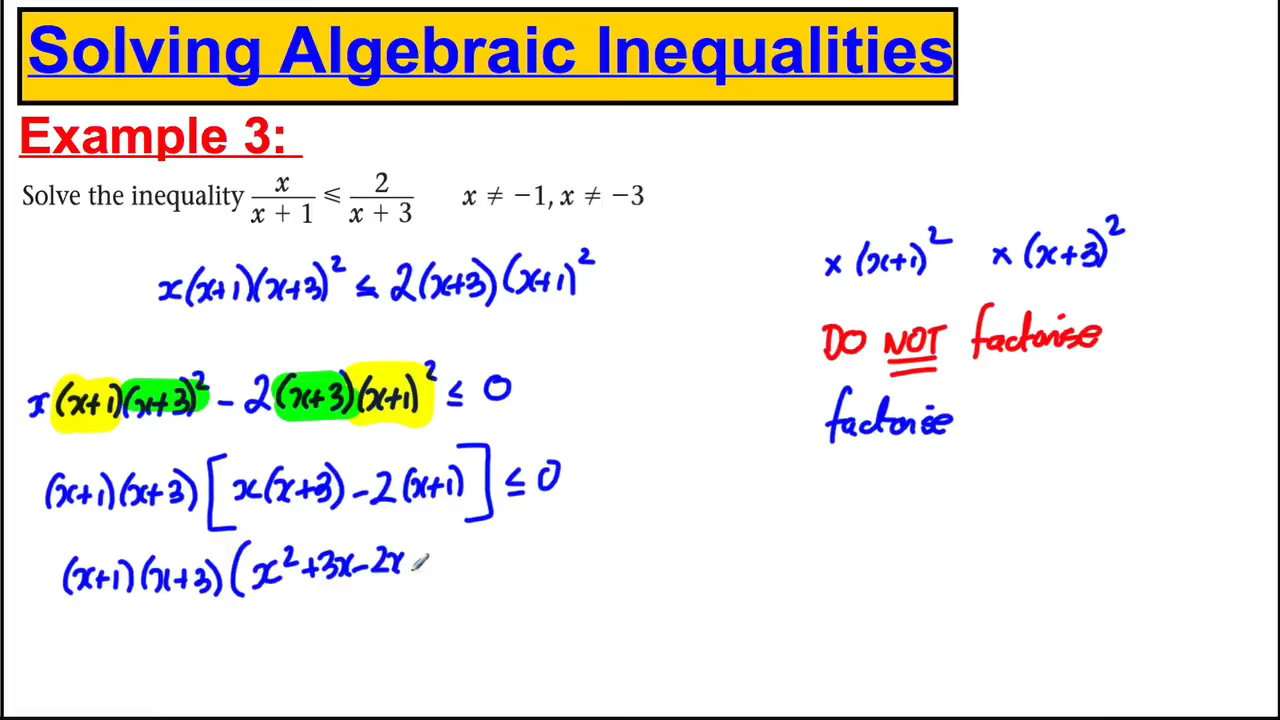 Solving Algebraic Inequalities
Example 3:
Solve the inequality x/(x + 1) ⩽ 2/(x + 3)    x ≠ −1, x ≠ −3
× (x+1)²    × (x+3)²
x(x+1)(x+3)² ≤ 2(x+3)(x+1)²
DO NOT factorise
x(x+1)(x+3)² - 2(x+3)(x+1)² ≤ 0
factorise
(x+1)(x+3)[x(x+3) - 2(x+1)] ≤ 0
(x+1)(x+3)(x² + 3x - 2x